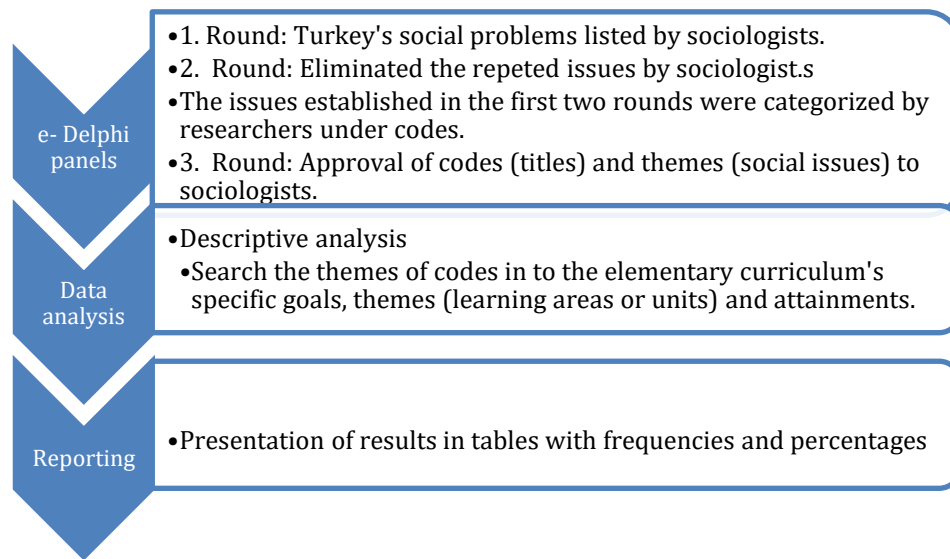 e- Delphi
panels
•1. Round: Turkey's social problems listed by sociologists.
•2. Round: Eliminated the repeted issues by sociologist.s
•The issues established in the first two rounds were categorized by
researchers under codes.
•3. Round: Approval of codes (titles) and themes (social issues) to
sociologists.
Data
analysis
•Descriptive analysis
•Search the themes of codes in to the elementary curriculum's
specific goals, themes (learning areas or units) and attainments.
Reporting
•Presentation of results in tables with frequencies and percentages